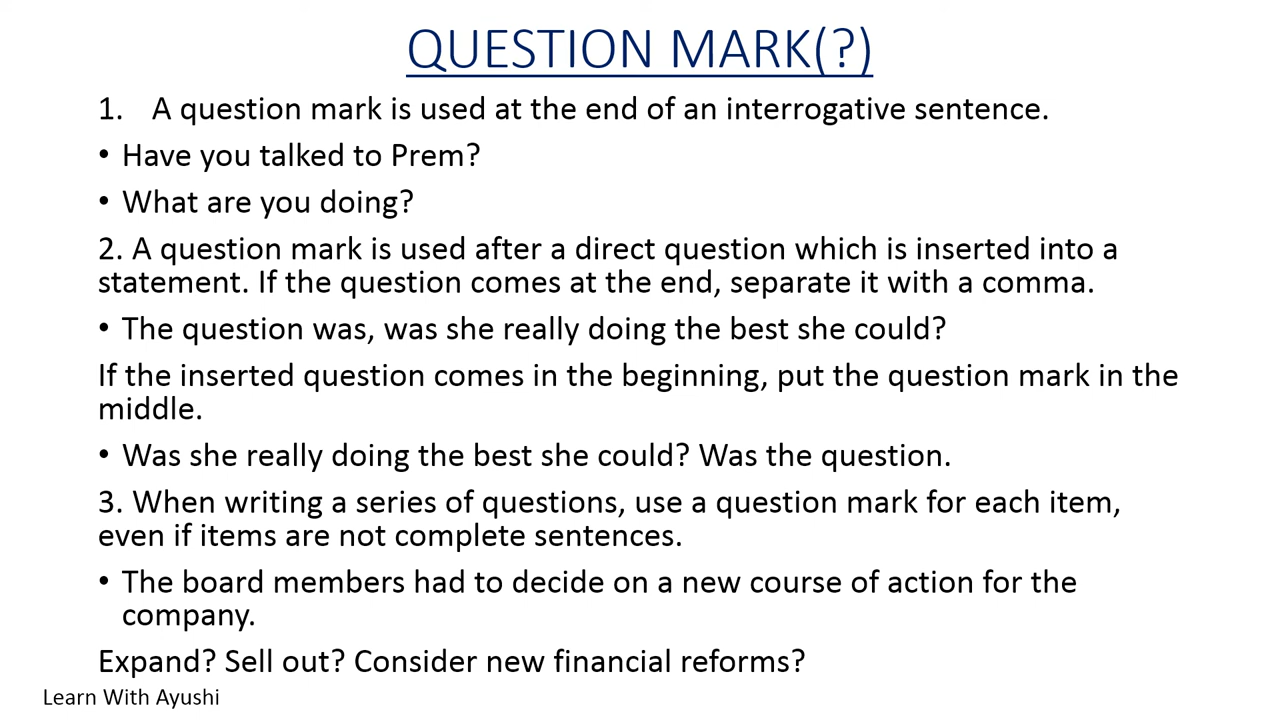 QUESTION MARK(?)
1. A question mark is used at the end of an interrogative sentence.
• Have you talked to Prem?
• What are you doing?
2. A question mark is used after a direct question which is inserted into a
statement. If the question comes at the end, separate it with a comma.
• The question was, was she really doing the best she could?
If the inserted question comes in the beginning, put the question mark in the
middle.
• Was she really doing the best she could? Was the question.
3. When writing a series of questions, use a question mark for each item,
even if items are not complete sentences.
• The board members had to decide on a new course of action for the
company.
Expand? Sell out? Consider new financial reforms?
Learn With Ayushi